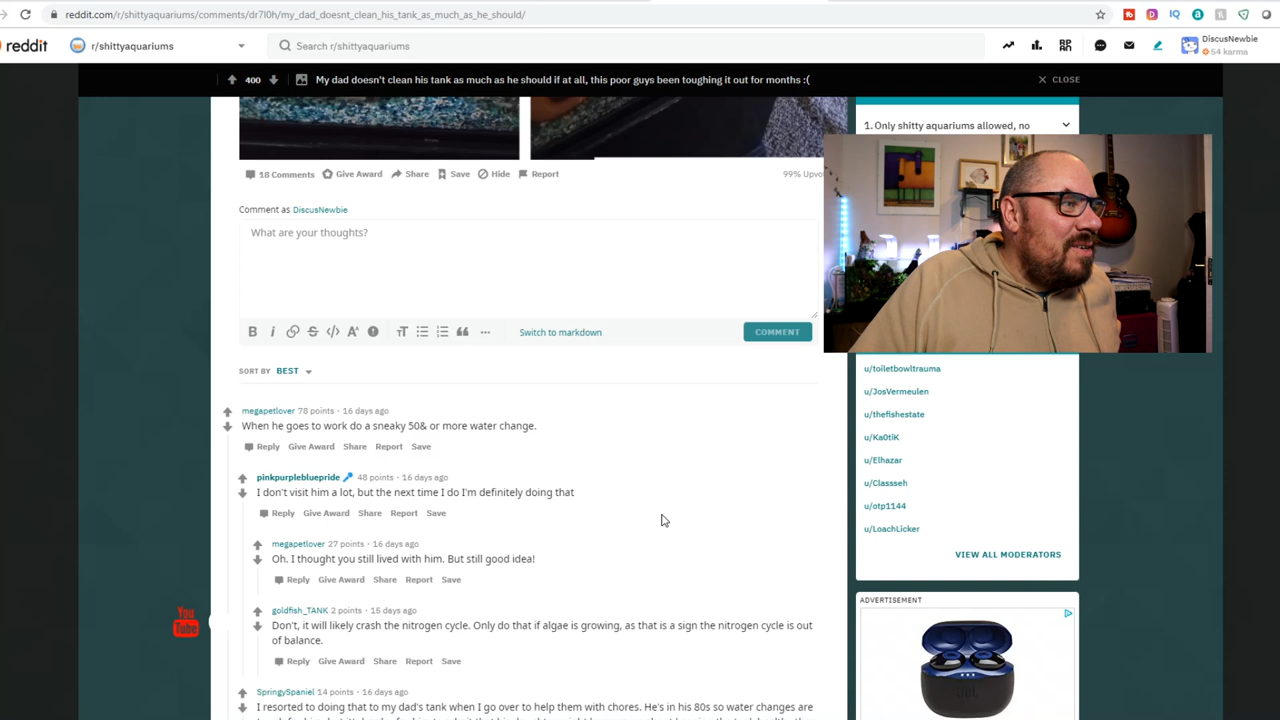 reddit.com/r/shittyaquariums/comments/dr7l0h/my_dad_doesnt_clean_his_tank_as_much_as_he_should/
reddit
r/shittyaquariums
Search r/shittyaquariums
DiscusNewbie
54 karma
400
My dad doesn't clean his tank as much as he should if at all, this poor guys been toughing it out for months :(
CLOSE
1. Only shitty aquariums allowed, no
18 Comments Give Award Share Save Hide Report
99% Upvo
Comment as DiscusNewbie
What are your thoughts?
Switch to markdown
COMMENT
SORT BY BEST
megapetlover 78 points · 16 days ago
When he goes to work do a sneaky 50& or more water change.
Reply Give Award Share Report Save
pinkpurplebluepride 48 points · 16 days ago
I don't visit him a lot, but the next time I do I'm definitely doing that
Reply Give Award Share Report Save
megapetlover 27 points · 16 days ago
Oh. I thought you still lived with him. But still good idea!
Reply Give Award Share Report Save
goldfish_TANK 2 points · 15 days ago
Don't, it will likely crash the nitrogen cycle. Only do that if algae is growing, as that is a sign the nitrogen cycle is out
of balance.
Reply Give Award Share Report Save
SpringySpaniel 14 points · 16 days ago
I resorted to doing that to my dad's tank when I go over to help them with chores. He's in his 80s so water changes are
u/toiletbowltrauma
u/JosVermeulen
u/thefishestate
u/Ka0tiK
u/Elhazar
u/Classseh
u/otp1144
u/LoachLicker
VIEW ALL MODERATORS
ADVERTISEMENT
JBL
You
Tube